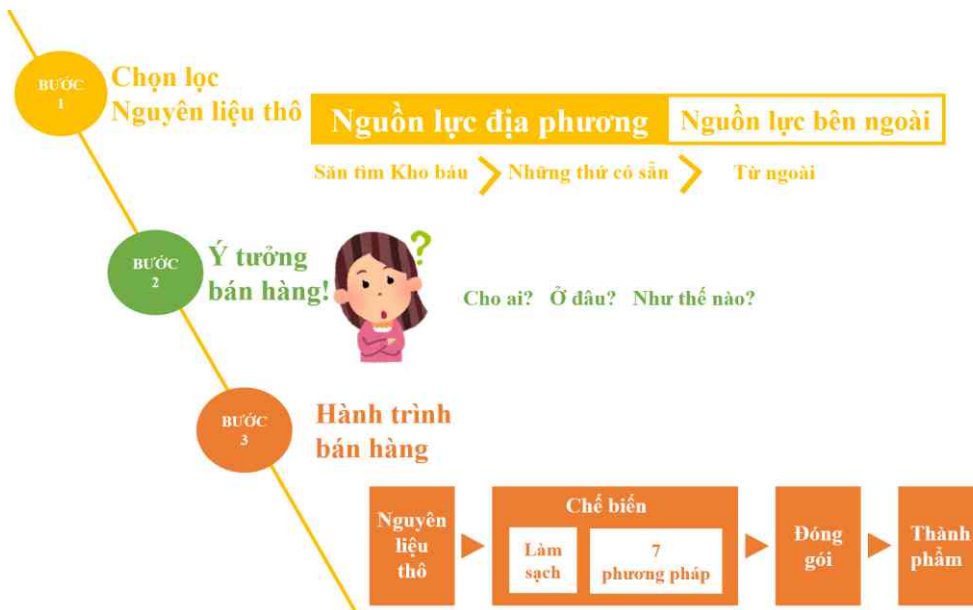 BƯỚC
1
Chọn lọc
Nguyên liệu thô
Nguồn lực địa phương
Nguồn lực bên ngoài
Săn tìm Kho báu
Những thứ có sẵn
Từ ngoài
BƯỚC
2
Ý tưởng
bán hàng!
?
Cho ai? Ở đâu? Như thế nào?
BƯỚC
3
Hành trình
bán hàng
Nguyên
liệu
thô
Chế biến
Làm
sạch
7
phương pháp
Đóng
gói
Thành
phẩm